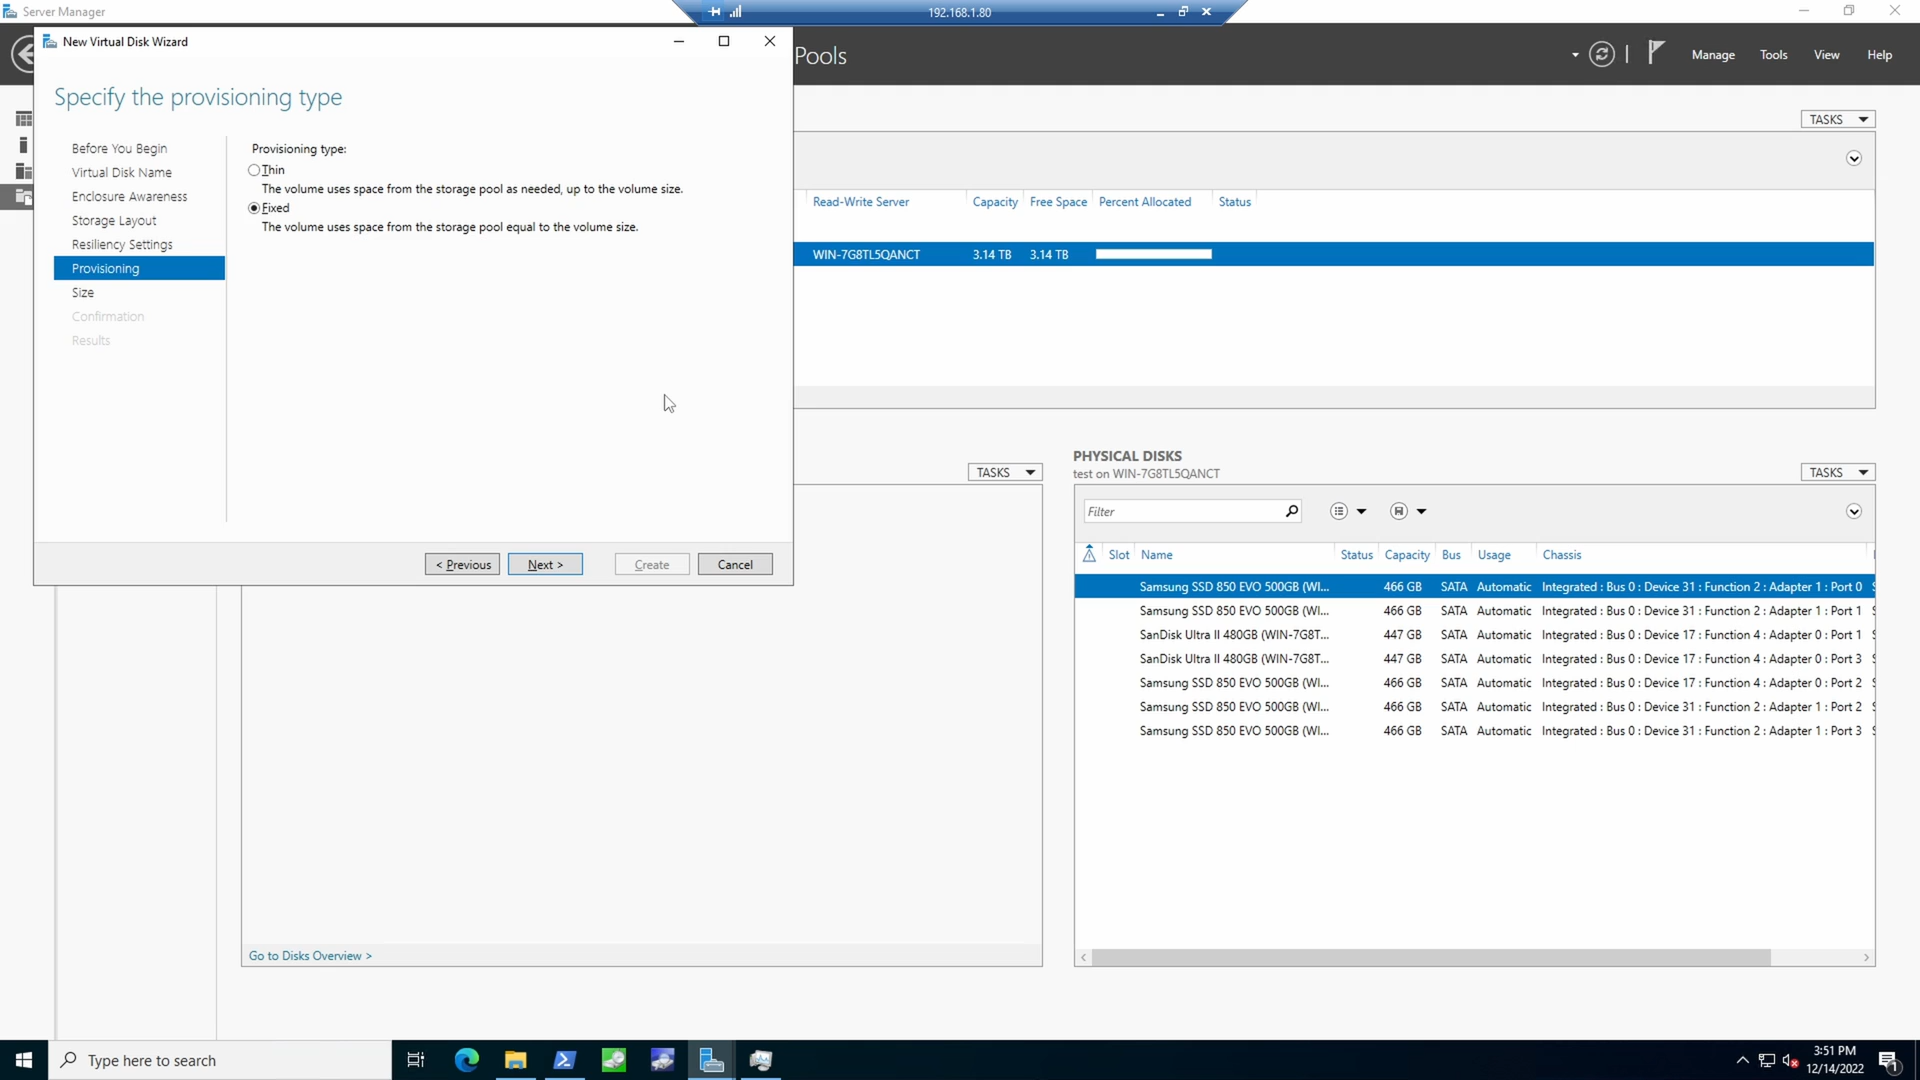 Server Manager
192.168.1.80
New Virtual Disk Wizard
Pools
Manage
Tools
View
Help
Specify the provisioning type
Before You Begin
Virtual Disk Name
Enclosure Awareness
Storage Layout
Resiliency Settings
Provisioning
Size
Confirmation
Results
Provisioning type:
Thin
The volume uses space from the storage pool as needed, up to the volume size.
Fixed
The volume uses space from the storage pool equal to the volume size.
< Previous
Next >
Create
Cancel
TASKS
Read-Write Server Capacity Free Space Percent Allocated Status
WIN-7G8TL5QANCT 3.14 TB 3.14 TB
TASKS
Go to Disks Overview >
PHYSICAL DISKS
test on WIN-7G8TL5QANCT
TASKS
Filter
Slot Name Status Capacity Bus Usage Chassis
Samsung SSD 850 EVO 500GB (WI... 466 GB SATA Automatic Integrated : Bus 0 : Device 31 : Function 2 : Adapter 1 : Port 0
Samsung SSD 850 EVO 500GB (WI... 466 GB SATA Automatic Integrated : Bus 0 : Device 31 : Function 2 : Adapter 1 : Port 1
SanDisk Ultra II 480GB (WIN-7G8T... 447 GB SATA Automatic Integrated : Bus 0 : Device 17 : Function 4 : Adapter 0 : Port 1
SanDisk Ultra II 480GB (WIN-7G8T... 447 GB SATA Automatic Integrated : Bus 0 : Device 17 : Function 4 : Adapter 0 : Port 3
Samsung SSD 850 EVO 500GB (WI... 466 GB SATA Automatic Integrated : Bus 0 : Device 17 : Function 4 : Adapter 0 : Port 2
Samsung SSD 850 EVO 500GB (WI... 466 GB SATA Automatic Integrated : Bus 0 : Device 31 : Function 2 : Adapter 1 : Port 2
Samsung SSD 850 EVO 500GB (WI... 466 GB SATA Automatic Integrated : Bus 0 : Device 31 : Function 2 : Adapter 1 : Port 3
Type here to search
3:51 PM
12/14/2022
1